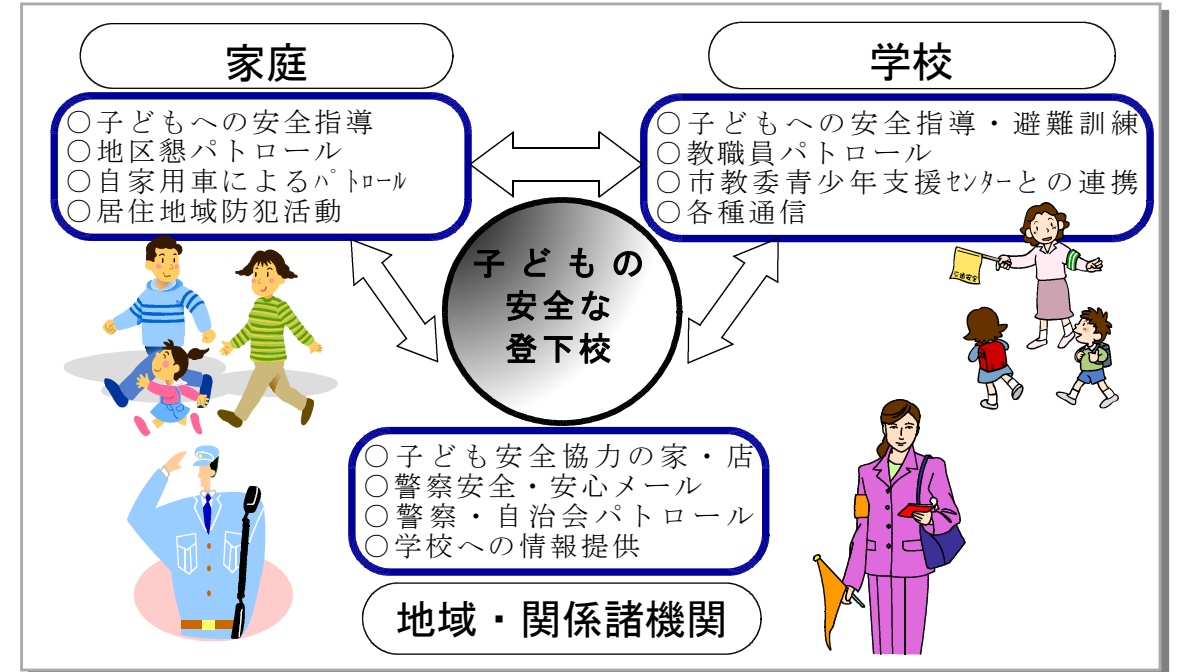 家庭
○子どもへの安全指導
○地区懇パトロール
○自家用車によるﾊﾟﾄﾛｰﾙ
○居住地域防犯活動
学校
○子どもへの安全指導・避難訓練
○教職員パトロール
○市教委青少年支援ｾﾝﾀｰとの連携
○各種通信
交通安全
子どもの
安全な
登下校
○子ども安全協力の家・店
○警察安全・安心メール
○警察・自治会パトロール
○学校への情報提供
地域・関係諸機関